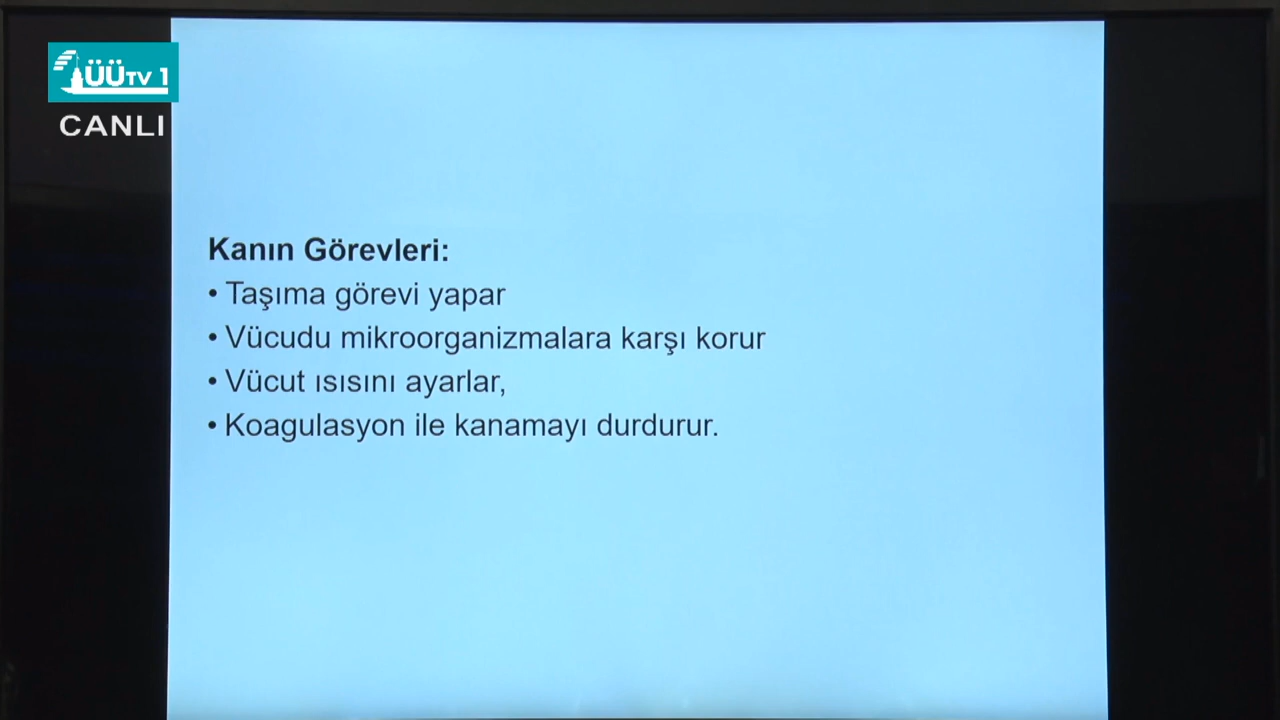 ÜÜTV 1
CANLI
Kanın Görevleri:
• Taşıma görevi yapar
• Vücudu mikroorganizmalara karşı korur
• Vücut ısısını ayarlar,
• Koagulasyon ile kanamayı durdurur.